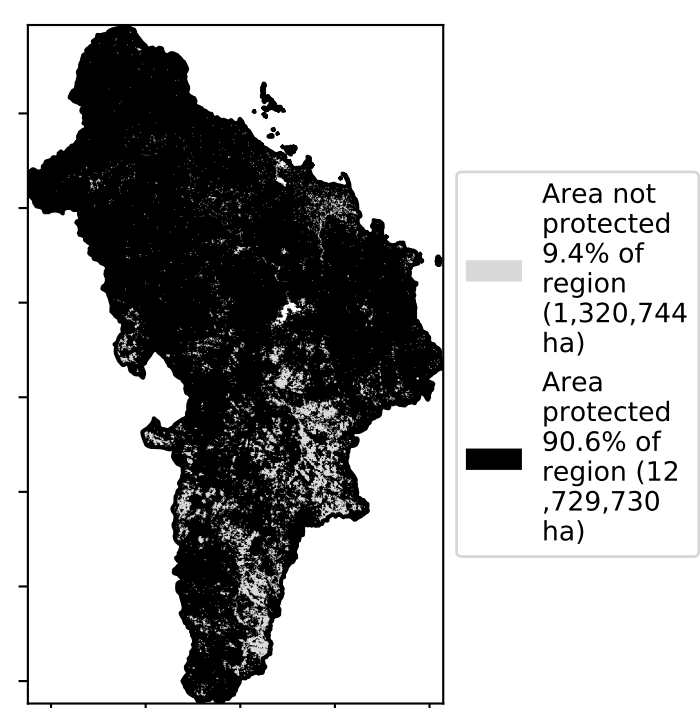 Area not
protected
9.4% of
region
(1,320,744
ha)
Area
protected
90.6% of
region (12
,729,730
ha)